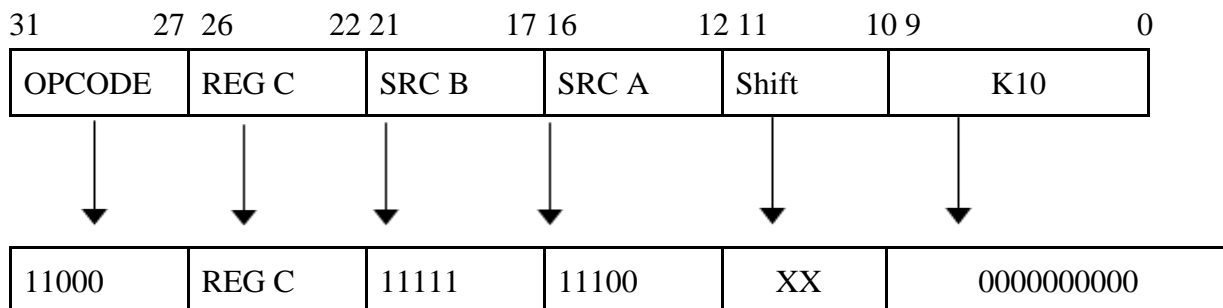 31 27 26 22 21 17 16 12 11 10 9 0
OPCODE REG C SRC B SRC A Shift K10
11000 REG C 11111 11100 XX 0000000000